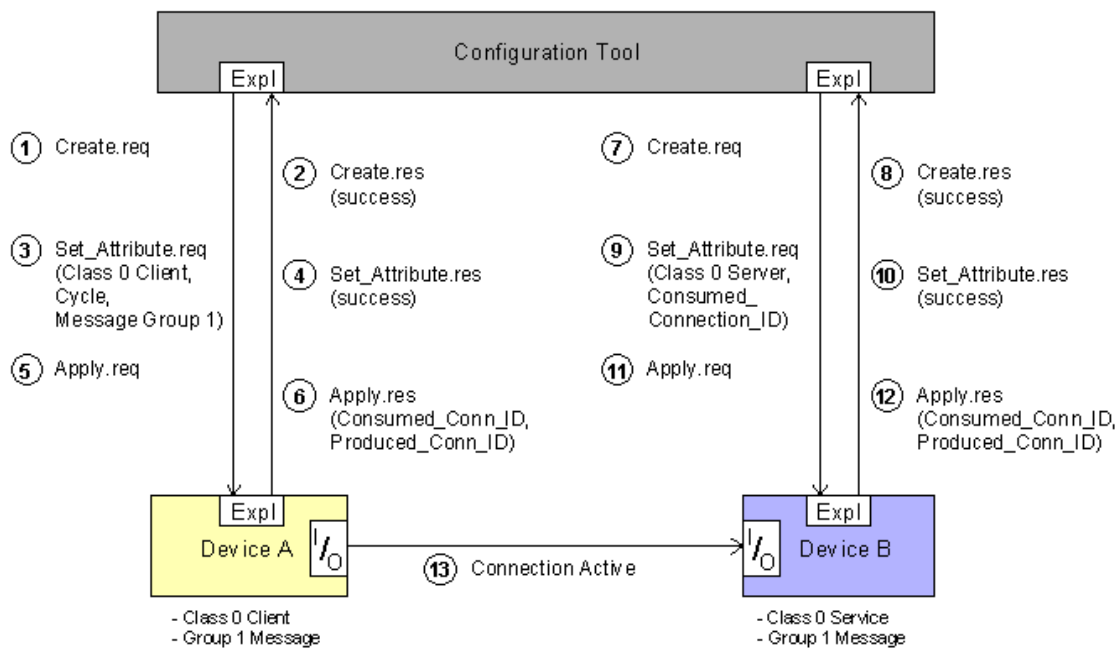 Configuration Tool
Expl
Expl
1 Create.req
2 Create.res
(success)
3 Set_Attribute.req
(Class 0 Client,
Cycle,
Message Group 1)
4 Set_Attribute.res
(success)
5 Apply.req
6 Apply.res
(Consumed_Conn_ID,
Produced_Conn_ID)
7 Create.req
8 Create.res
(success)
9 Set_Attribute.req
(Class 0 Server,
Consumed_
Connection_ID)
10 Set_Attribute.res
(success)
11 Apply.req
12 Apply.res
(Consumed_Conn_ID,
Produced_Conn_ID)
Expl
Device A
I/O
13 Connection Active
Expl
I/O
Device B
- Class 0 Client
- Group 1 Message
- Class 0 Service
- Group 1 Message